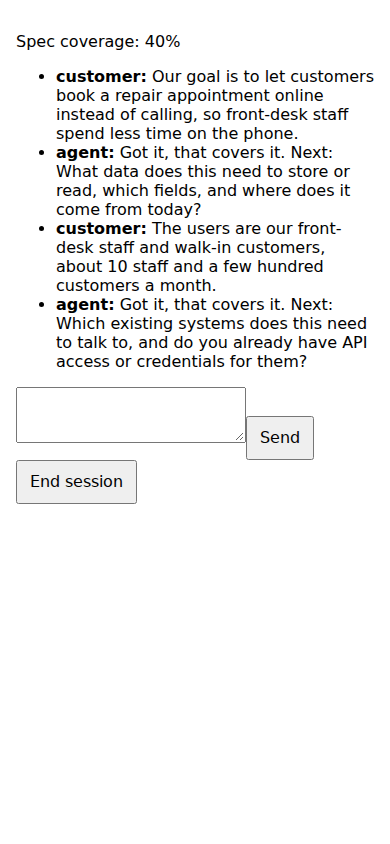 Spec coverage: 40%
customer: Our goal is to let customers
book a repair appointment online
instead of calling, so front-desk staff
spend less time on the phone.
agent: Got it, that covers it. Next:
What data does this need to store or
read, which fields, and where does it
come from today?
customer: The users are our front-
desk staff and walk-in customers,
about 10 staff and a few hundred
customers a month.
agent: Got it, that covers it. Next:
Which existing systems does this need
to talk to, and do you already have API
access or credentials for them?
Send
End session